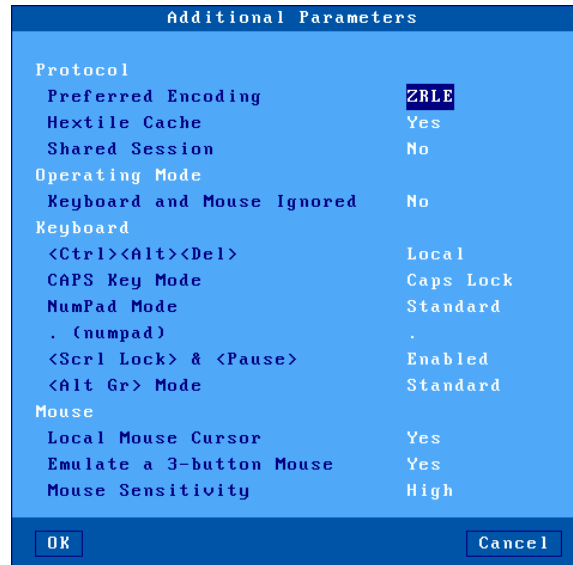 Additional Parameters
Protocol
Preferred Encoding ZRLE
Hextile Cache Yes
Shared Session No
Operating Mode
Keyboard and Mouse Ignored No
Keyboard
<Ctrl><Alt><Del> Local
CAPS Key Mode Caps Lock
NumPad Mode Standard
. (numpad) .
<Scrl Lock> & <Pause> Enabled
<Alt Gr> Mode Standard
Mouse
Local Mouse Cursor Yes
Emulate a 3-button Mouse Yes
Mouse Sensitivity High
OK Cancel